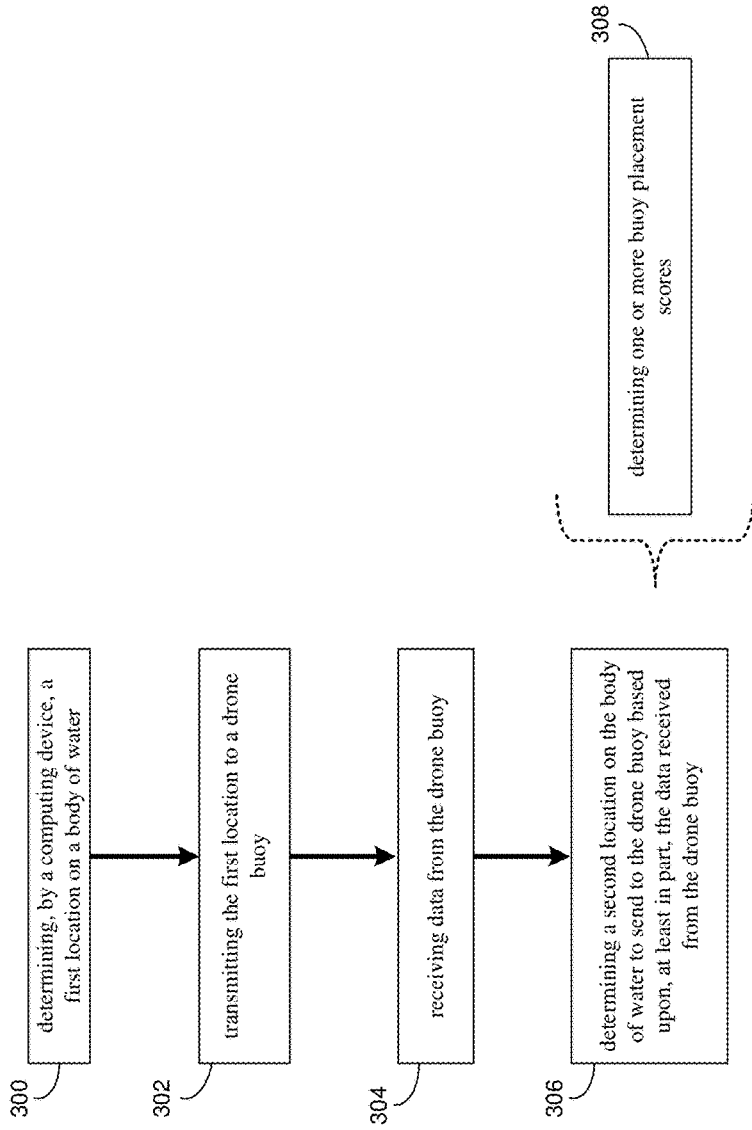 300
determining, by a computing device, a
first location on a body of water
302
transmitting the first location to a drone
buoy
304
receiving data from the drone buoy
306
determining a second location on the body
of water to send to the drone buoy based
upon, at least in part, the data received
from the drone buoy
308
determining one or more buoy placement
scores